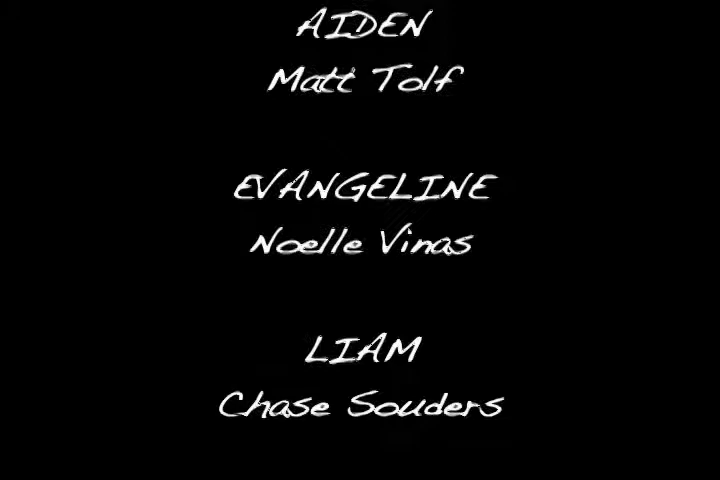 AIDEN
Matt Tolf
EVANGELINE
Noelle Vinas
LIAM
Chase Souders